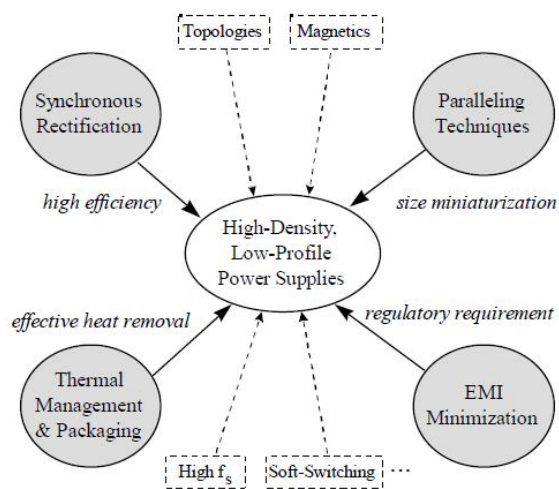 Topologies
Magnetics
Synchronous
Rectification
Paralleling
Techniques
high efficiency
size miniaturization
High-Density,
Low-Profile
Power Supplies
effective heat removal
regulatory requirement
Thermal
Management
& Packaging
EMI
Minimization
High fs
Soft-Switching ...